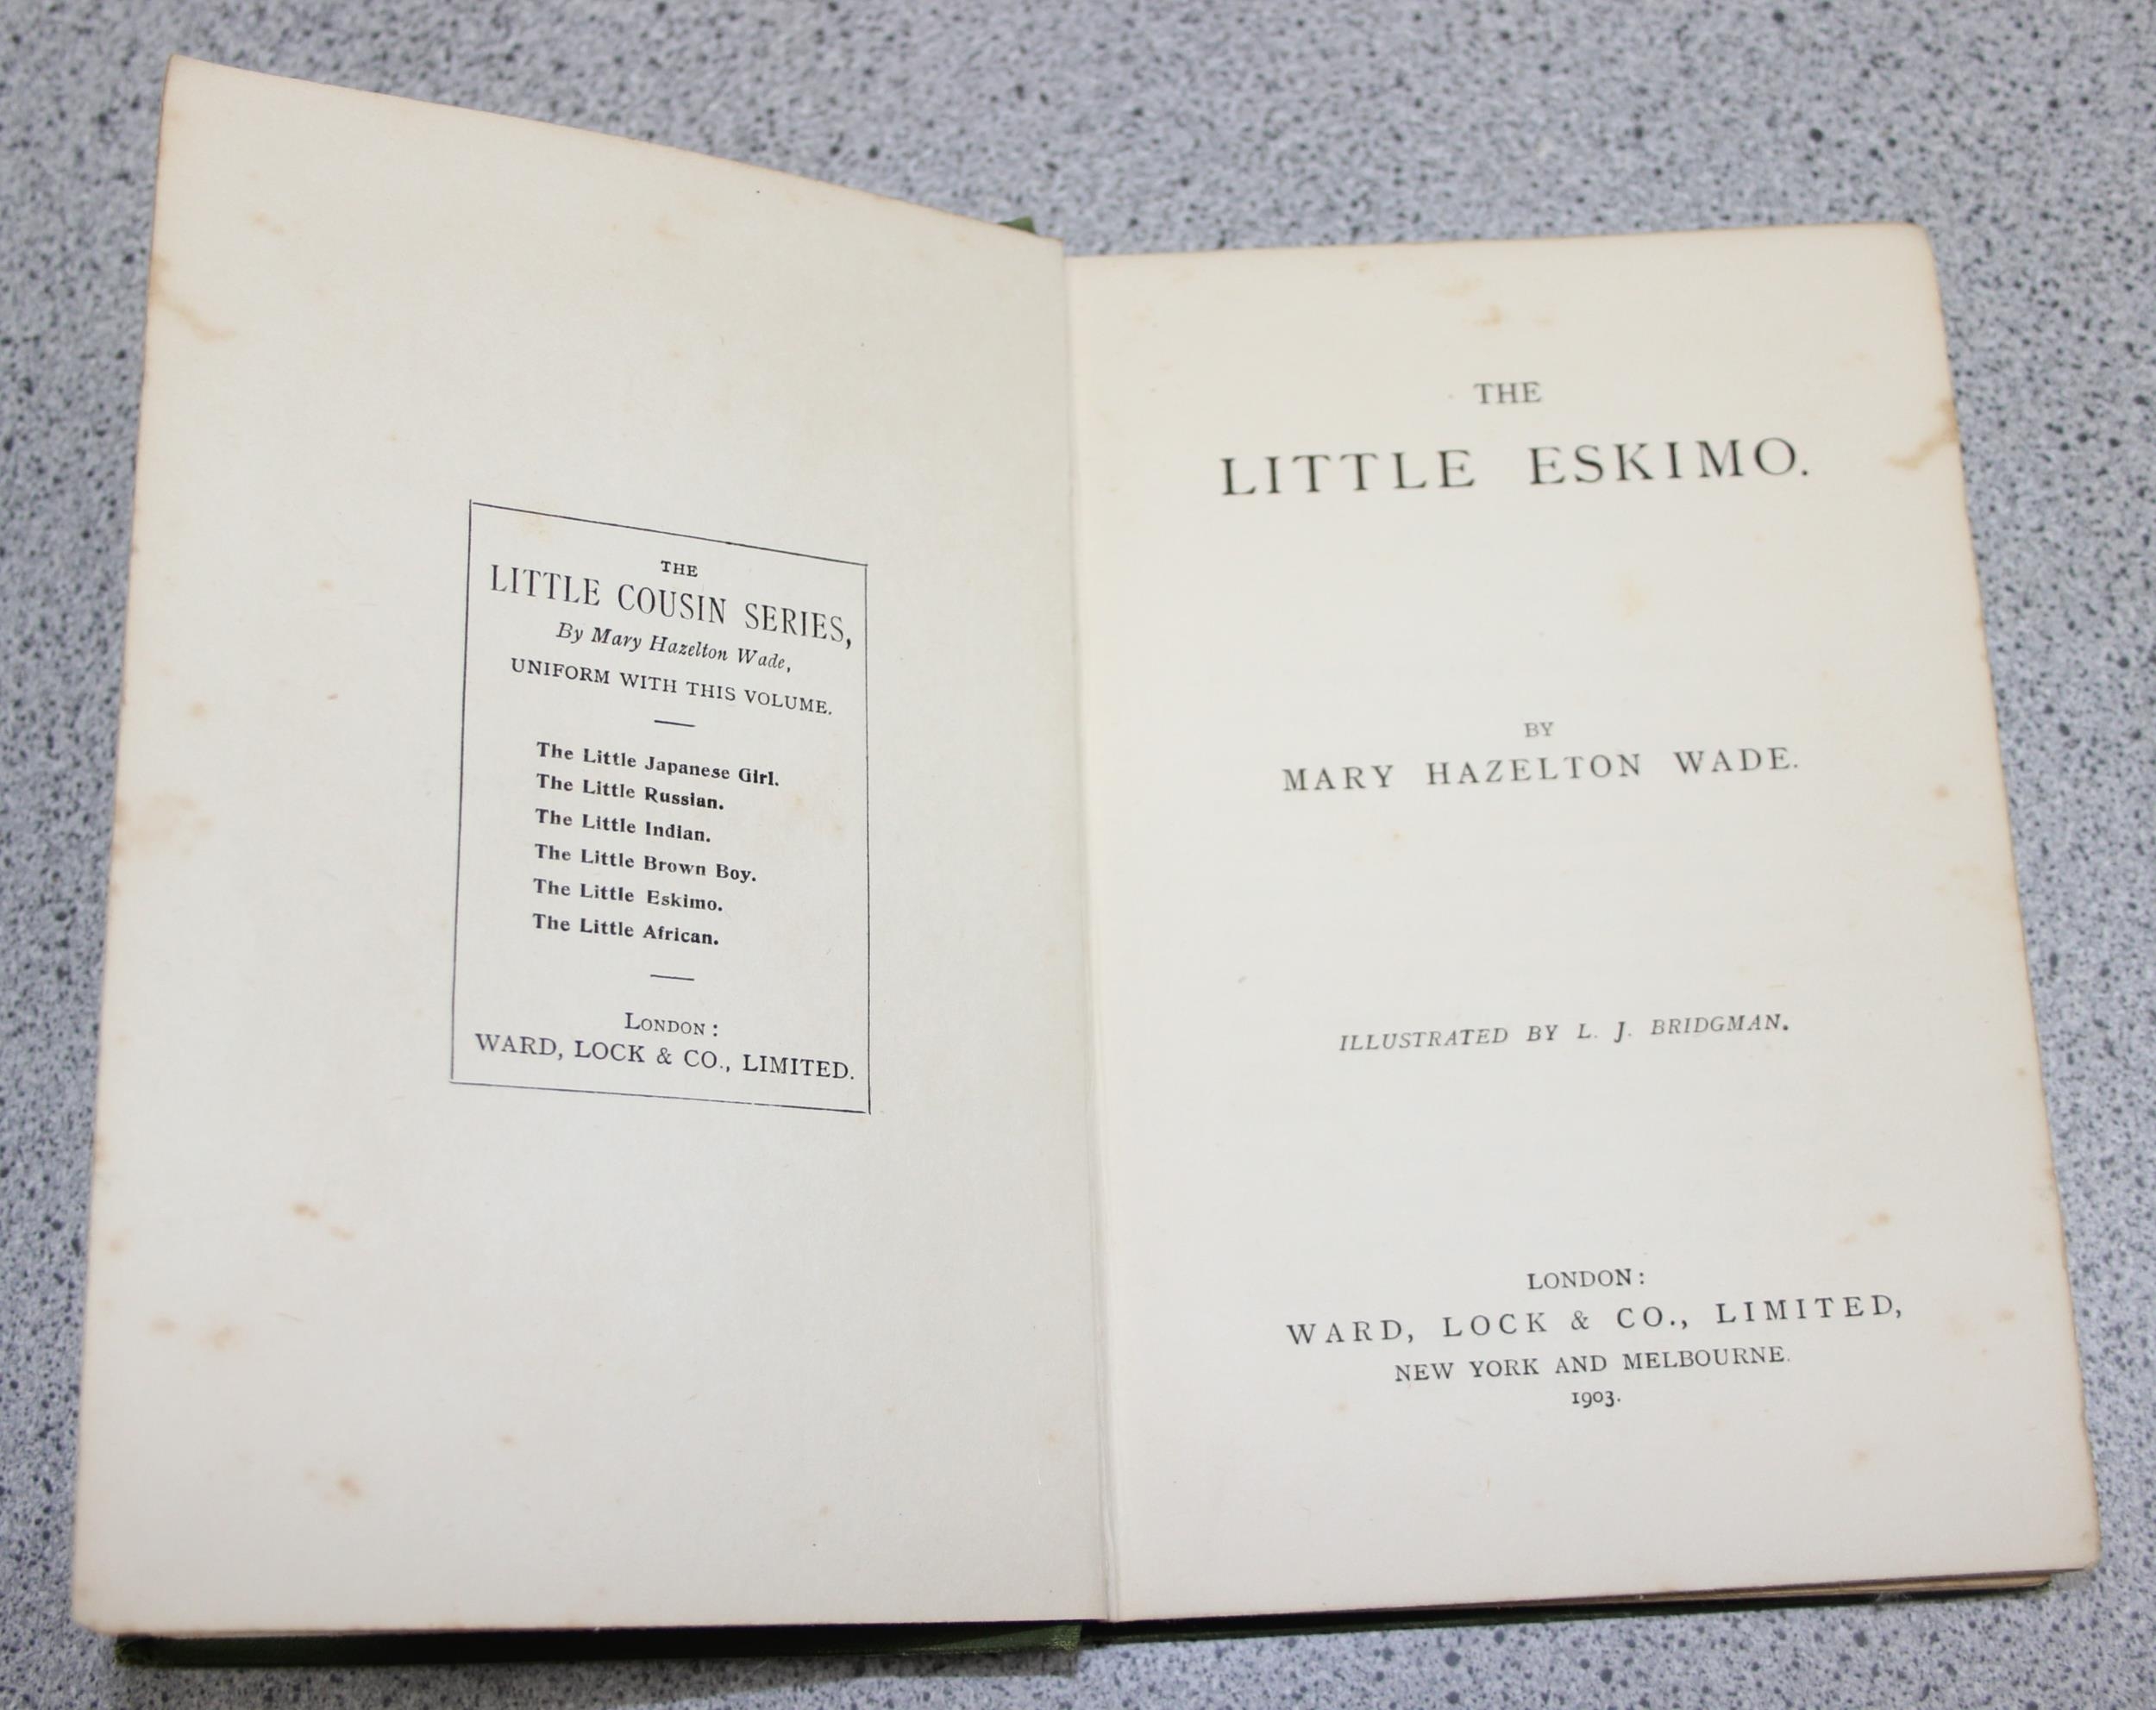 THE
LITTLE COUSIN SERIES,
By Mary Hazelton Wade,
UNIFORM WITH THIS VOLUME.
The Little Japanese Girl.
The Little Russian.
The Little Indian.
The Little Brown Boy.
The Little Eskimo.
The Little African.
LONDON:
WARD, LOCK & CO., LIMITED.
THE
LITTLE ESKIMO.
BY
MARY HAZELTON WADE.
ILLUSTRATED BY L. J. BRIDGMAN.
LONDON:
WARD, LOCK & CO., LIMITED,
NEW YORK AND MELBOURNE.
1903.